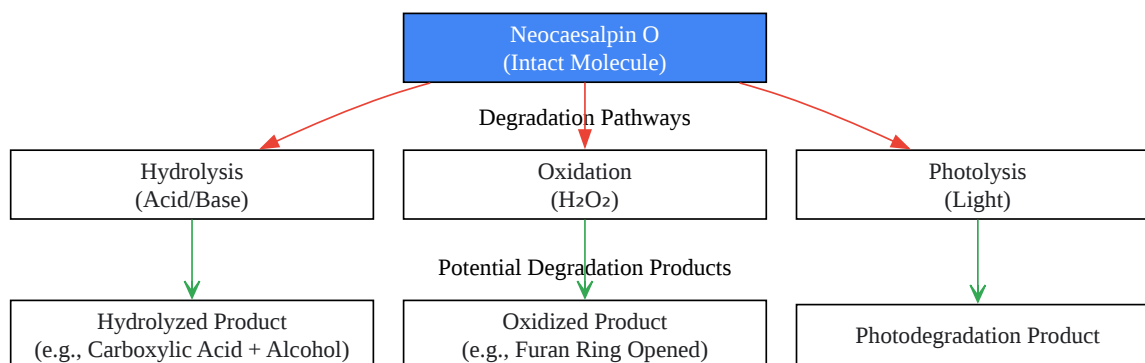 Neocaesalpin O
(Intact Molecule)
Degradation Pathways
Hydrolysis
(Acid/Base)
Oxidation
(H₂O₂)
Photolysis
(Light)
Potential Degradation Products
Hydrolyzed Product
(e.g., Carboxylic Acid + Alcohol)
Oxidized Product
(e.g., Furan Ring Opened)
Photodegradation Product